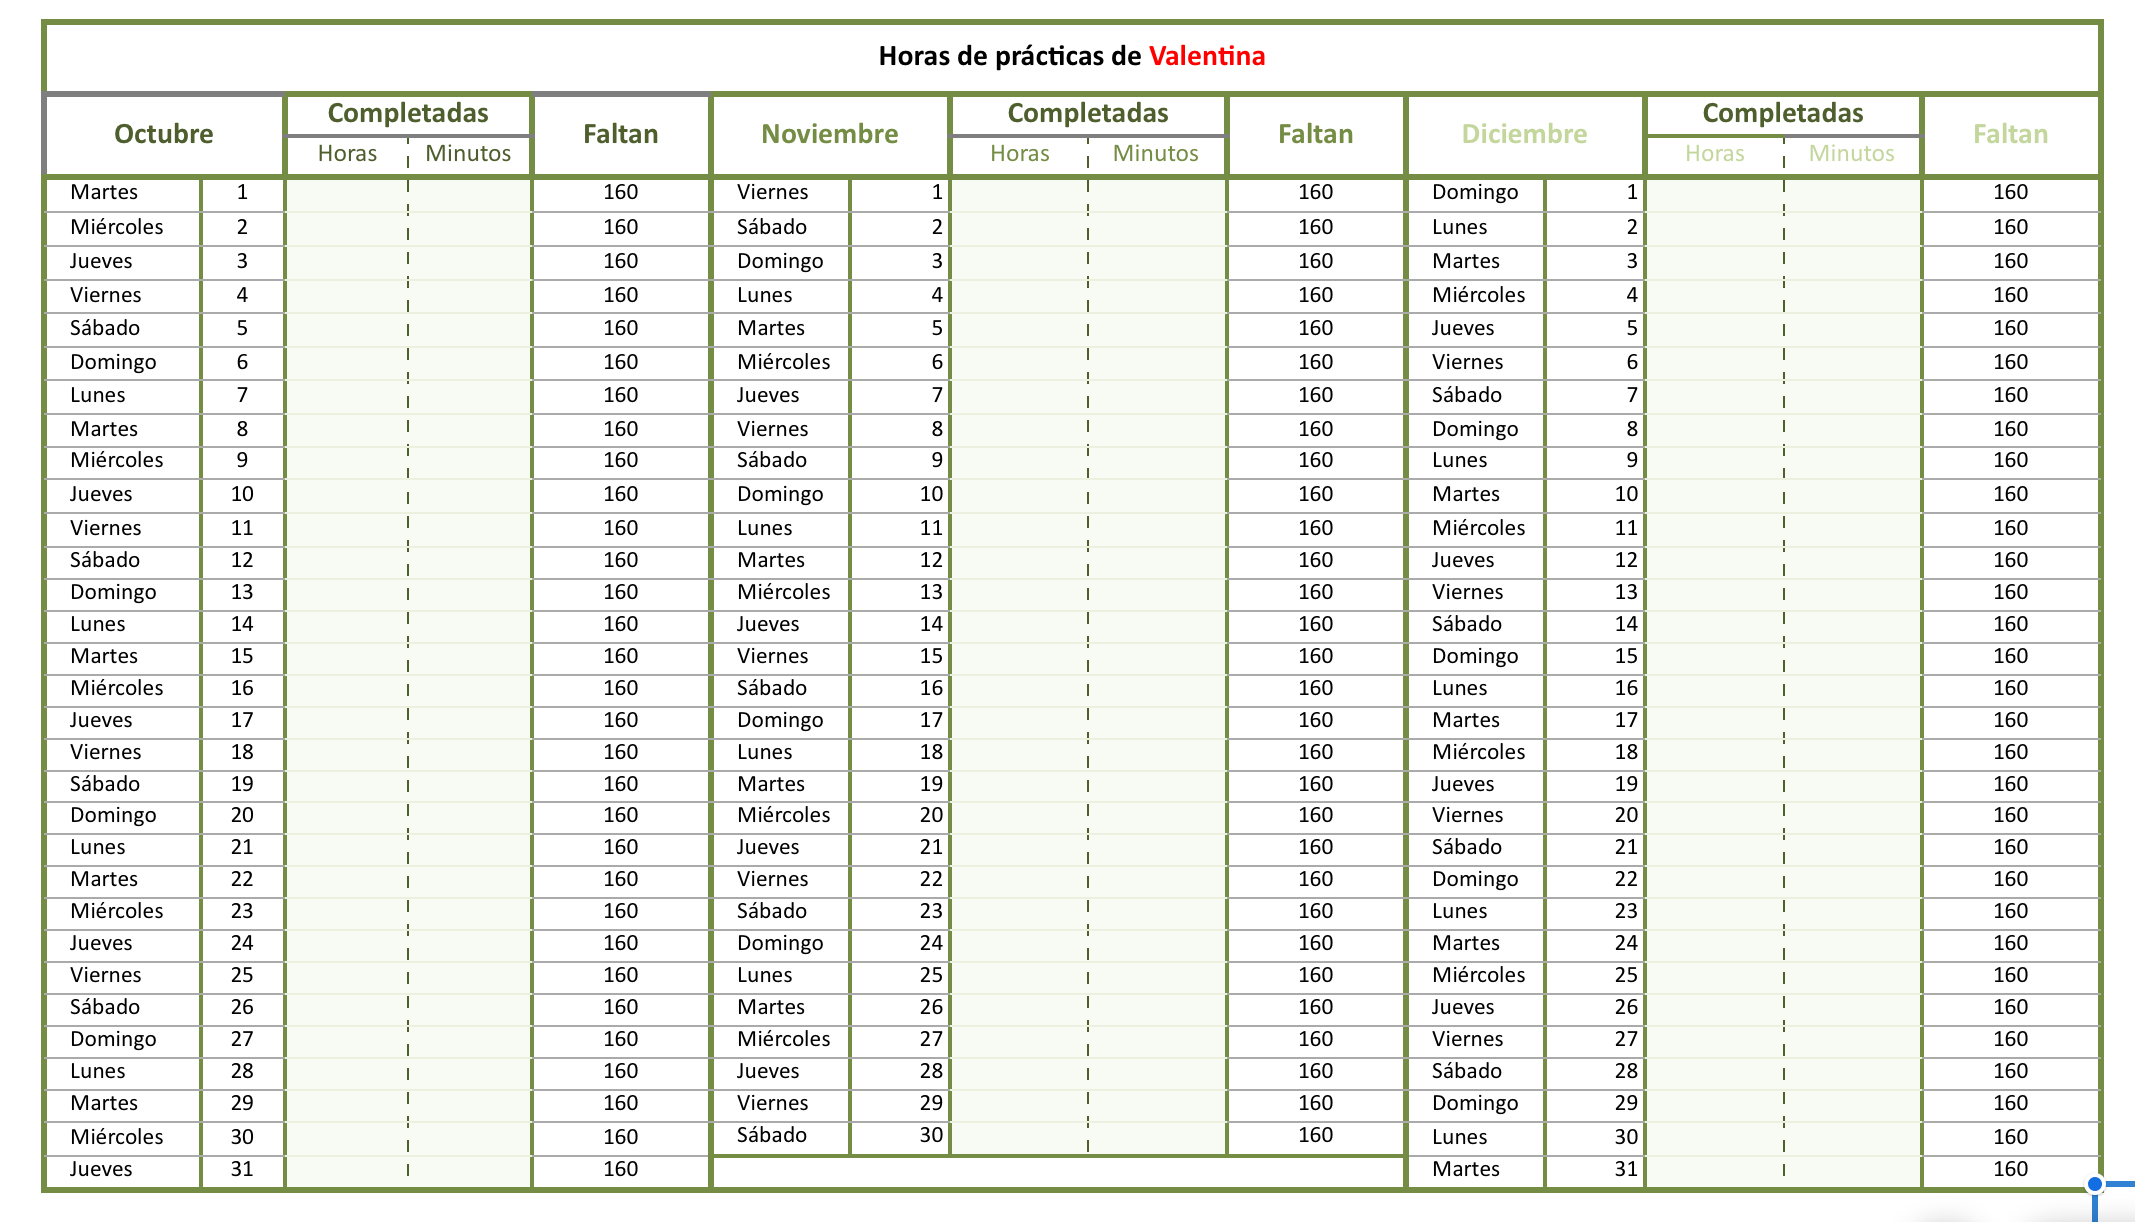 Horas de prácticas de Valentina
Octubre Completadas Faltan Noviembre Completadas Faltan Diciembre Completadas Faltan
Horas Minutos Horas Minutos Horas Minutos
Martes 1 160 Viernes 1 160 Domingo 1 160
Miércoles 2 160 Sábado 2 160 Lunes 2 160
Jueves 3 160 Domingo 3 160 Martes 3 160
Viernes 4 160 Lunes 4 160 Miércoles 4 160
Sábado 5 160 Martes 5 160 Jueves 5 160
Domingo 6 160 Miércoles 6 160 Viernes 6 160
Lunes 7 160 Jueves 7 160 Sábado 7 160
Martes 8 160 Viernes 8 160 Domingo 8 160
Miércoles 9 160 Sábado 9 160 Lunes 9 160
Jueves 10 160 Domingo 10 160 Martes 10 160
Viernes 11 160 Lunes 11 160 Miércoles 11 160
Sábado 12 160 Martes 12 160 Jueves 12 160
Domingo 13 160 Miércoles 13 160 Viernes 13 160
Lunes 14 160 Jueves 14 160 Sábado 14 160
Martes 15 160 Viernes 15 160 Domingo 15 160
Miércoles 16 160 Sábado 16 160 Lunes 16 160
Jueves 17 160 Domingo 17 160 Martes 17 160
Viernes 18 160 Lunes 18 160 Miércoles 18 160
Sábado 19 160 Martes 19 160 Jueves 19 160
Domingo 20 160 Miércoles 20 160 Viernes 20 160
Lunes 21 160 Jueves 21 160 Sábado 21 160
Martes 22 160 Viernes 22 160 Domingo 22 160
Miércoles 23 160 Sábado 23 160 Lunes 23 160
Jueves 24 160 Domingo 24 160 Martes 24 160
Viernes 25 160 Lunes 25 160 Miércoles 25 160
Sábado 26 160 Martes 26 160 Jueves 26 160
Domingo 27 160 Miércoles 27 160 Viernes 27 160
Lunes 28 160 Jueves 28 160 Sábado 28 160
Martes 29 160 Viernes 29 160 Domingo 29 160
Miércoles 30 160 Sábado 30 160 Lunes 30 160
Jueves 31 160 Martes 31 160